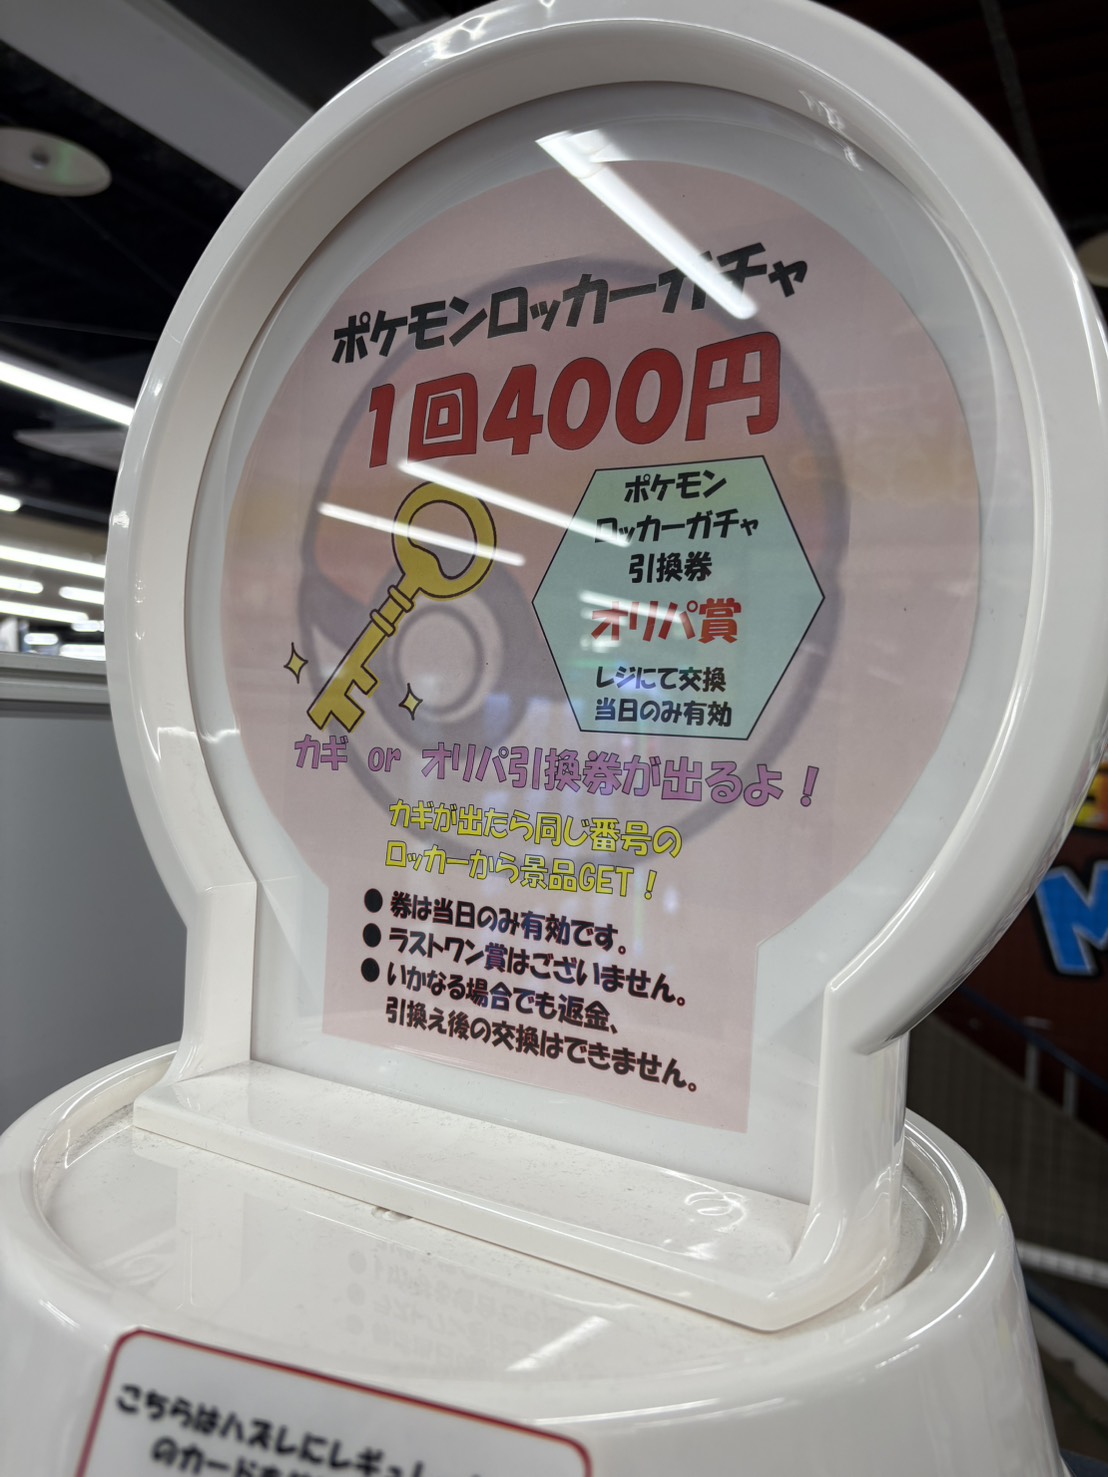 ポケモンロッカーガチャ
1回400円
ポケモン
ロッカーガチャ
引換券
オリパ賞
レジにて交換
当日のみ有効
カギ or オリパ引換券が出るよ！
カギが出たら同じ番号の
ロッカーから景品GET！
● 券は当日のみ有効です。
● ラストワン賞はございません。
● いかなる場合でも返金、
引換え後の交換はできません。
こちらはハズレにレギュ
のカード